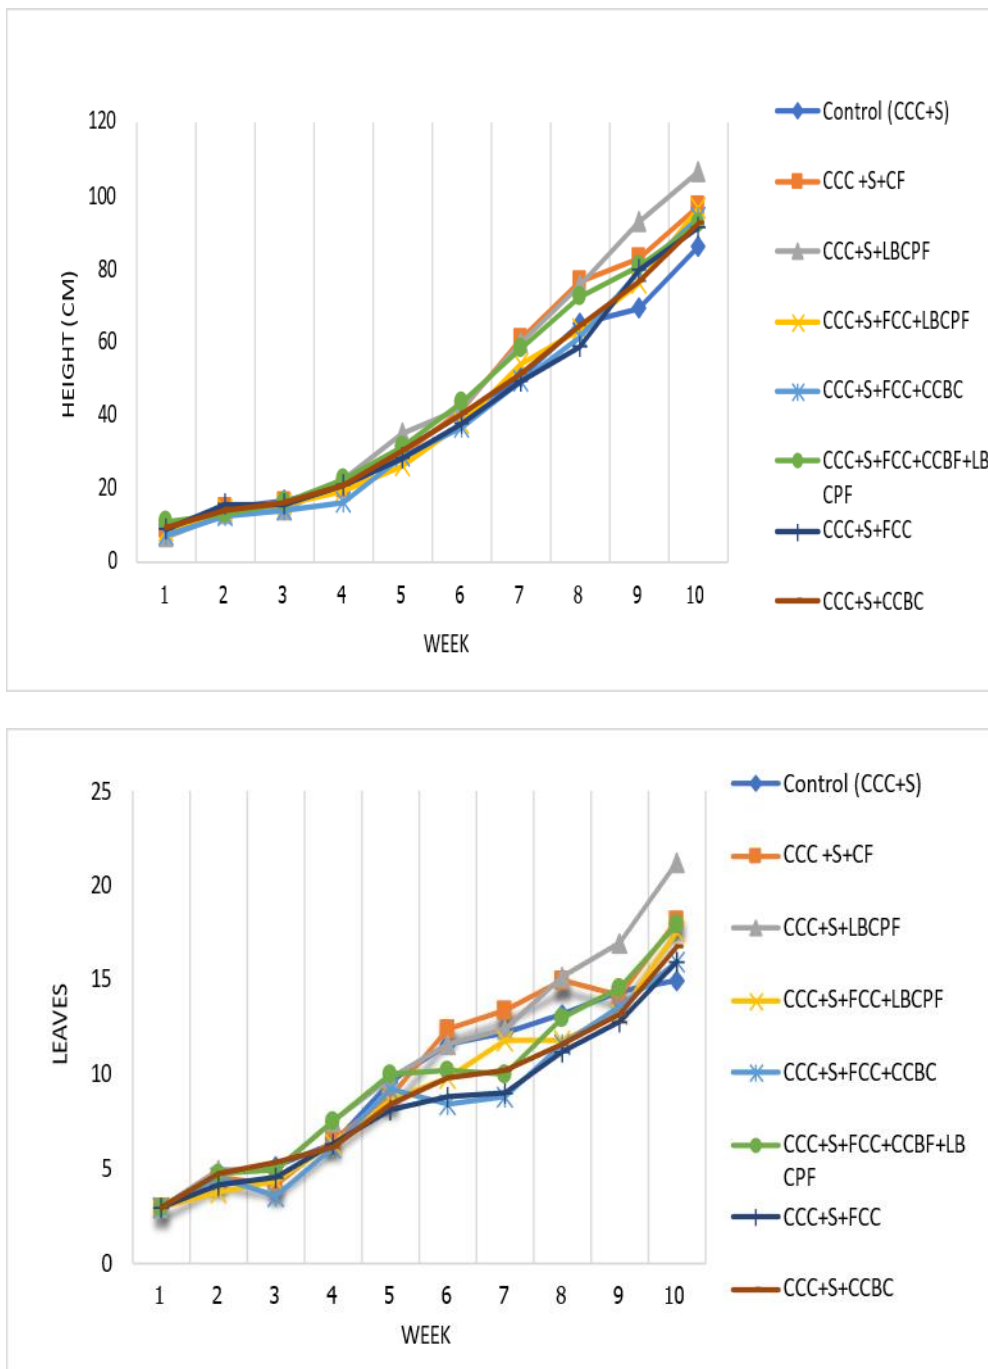 120
100
80
60
40
20
0
HEIGHT (CM)
1 2 3 4 5 6 7 8 9 10
WEEK
Control (CCC+S)
CCC +S+CF
CCC+S+LBCPF
CCC+S+FCC+LBCPF
CCC+S+FCC+CCBC
CCC+S+FCC+CCBF+LB
CPF
CCC+S+FCC
CCC+S+CCBC
25
20
15
10
5
0
LEAVES
1 2 3 4 5 6 7 8 9 10
WEEK
Control (CCC+S)
CCC +S+CF
CCC+S+LBCPF
CCC+S+FCC+LBCPF
CCC+S+FCC+CCBC
CCC+S+FCC+CCBF+LB
CPF
CCC+S+FCC
CCC+S+CCBC